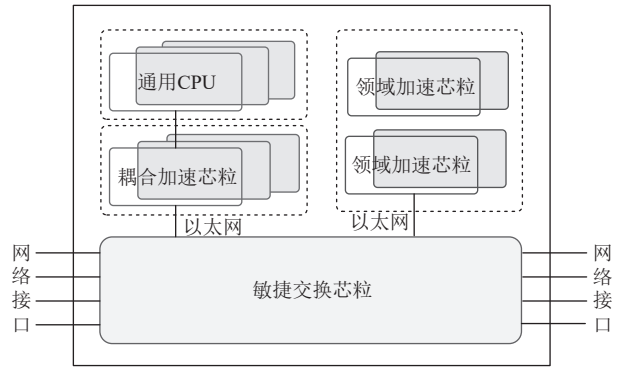 通用CPU
耦合加速芯粒
领域加速芯粒
领域加速芯粒
以太网
以太网
敏捷交换芯粒
网络接口
网络接口